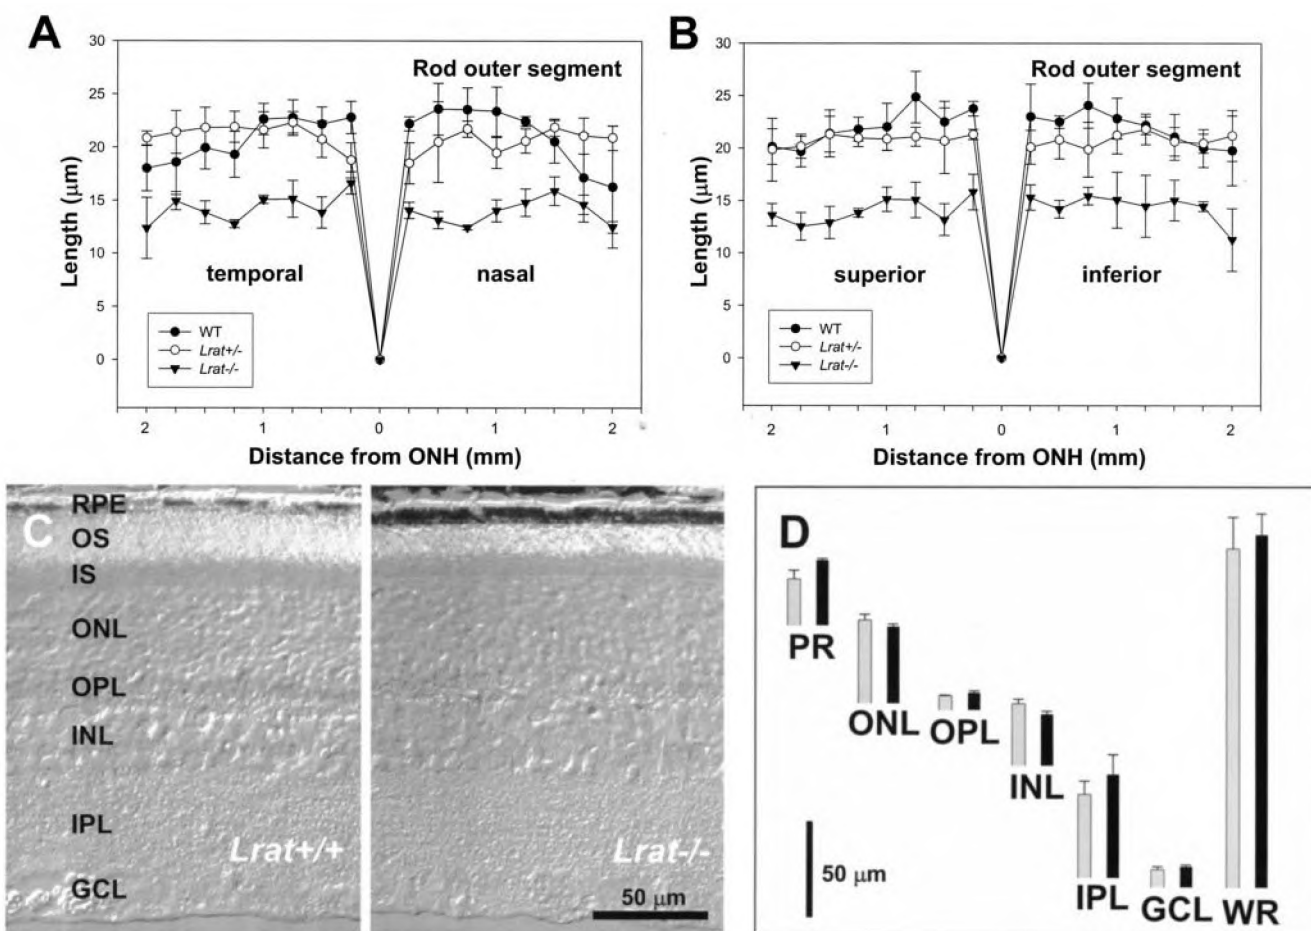 A
Rod outer segment
30
25
20
15
10
5
0
Length (μm)
temporal
nasal
WT
Lrat+/-
Lrat-/-
2
1
0
1
2
Distance from ONH (mm)
B
Rod outer segment
30
25
20
15
10
5
0
Length (μm)
superior
inferior
WT
Lrat+/-
Lrat-/-
2
1
0
1
2
Distance from ONH (mm)
C
RPE
OS
IS
ONL
OPL
INL
IPL
GCL
Lrat+/+
Lrat-/-
50 μm
D
PR
ONL
OPL
INL
IPL
GCL
WR
50 μm